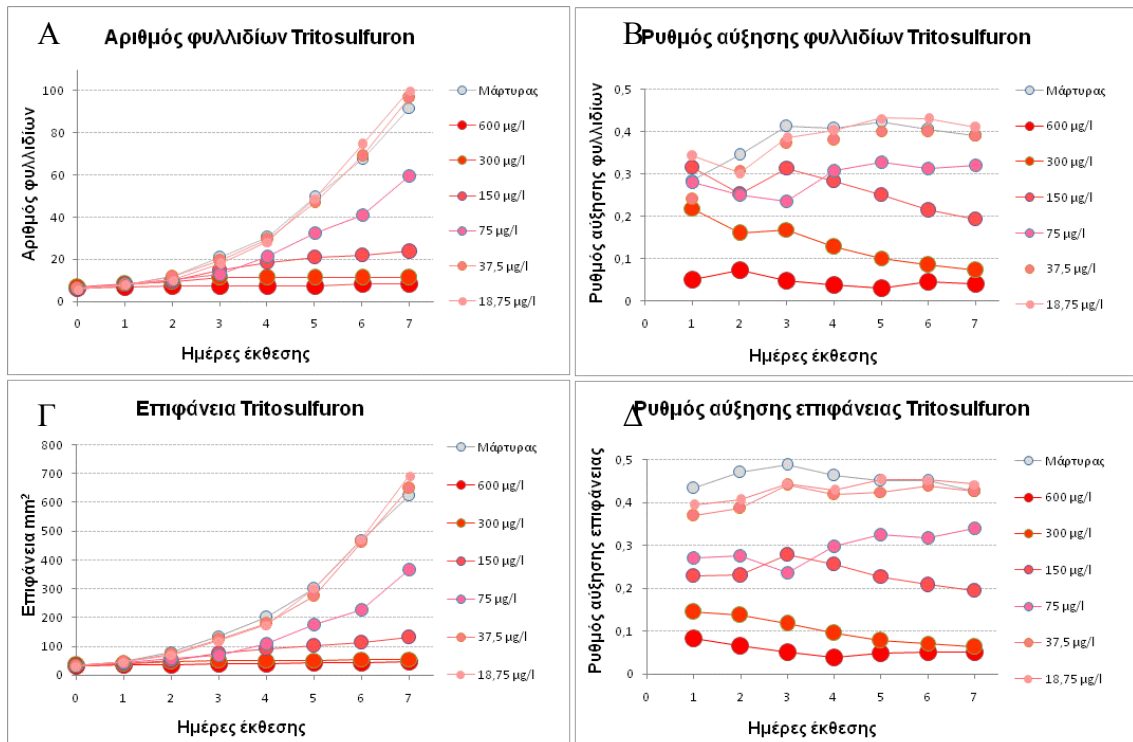 Α
Αριθμός φυλλιδίων Tritosulfuron
Αριθμός φυλλιδίων
100
80
60
40
20
0
0 1 2 3 4 5 6 7
Ημέρες έκθεσης
Μάρτυρας
600 μg/l
300 μg/l
150 μg/l
75 μg/l
37,5 μg/l
18,75 μg/l
Β
Ρυθμός αύξησης φυλλιδίων Tritosulfuron
Ρυθμός αύξησης φυλλιδίων
0,5
0,4
0,3
0,2
0,1
0
0 1 2 3 4 5 6 7
Ημέρες έκθεσης
Μάρτυρας
600 μg/l
300 μg/l
150 μg/l
75 μg/l
37,5 μg/l
18,75 μg/l
Γ
Επιφάνεια Tritosulfuron
Επιφάνεια mm²
800
700
600
500
400
300
200
100
0
0 1 2 3 4 5 6 7
Ημέρες έκθεσης
Μάρτυρας
600 μg/l
300 μg/l
150 μg/l
75 μg/l
37,5 μg/l
18,75 μg/l
Δ
Ρυθμός αύξησης επιφάνειας Tritosulfuron
Ρυθμός αύξησης επιφάνειας
0,5
0,4
0,3
0,2
0,1
0
0 1 2 3 4 5 6 7
Ημέρες έκθεσης
Μάρτυρας
600 μg/l
300 μg/l
150 μg/l
75 μg/l
37,5 μg/l
18,75 μg/l